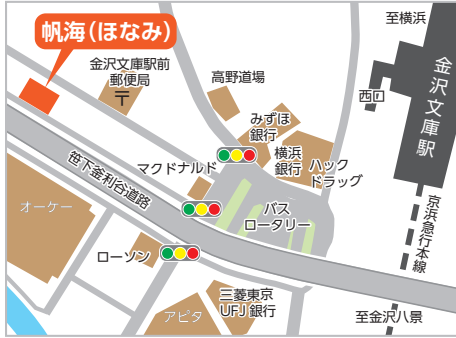 帆海(ほなみ)
至横浜
金沢文庫駅前
郵便局
〒
高野道場
西口
金沢文庫駅
みずほ
銀行
横浜
銀行
ハック
ドラッグ
マクドナルド
笹下釜利谷道路
オーケー
バス
ロータリー
京浜急行本線
ローソン
三菱東京
UFJ銀行
アピタ
至金沢八景